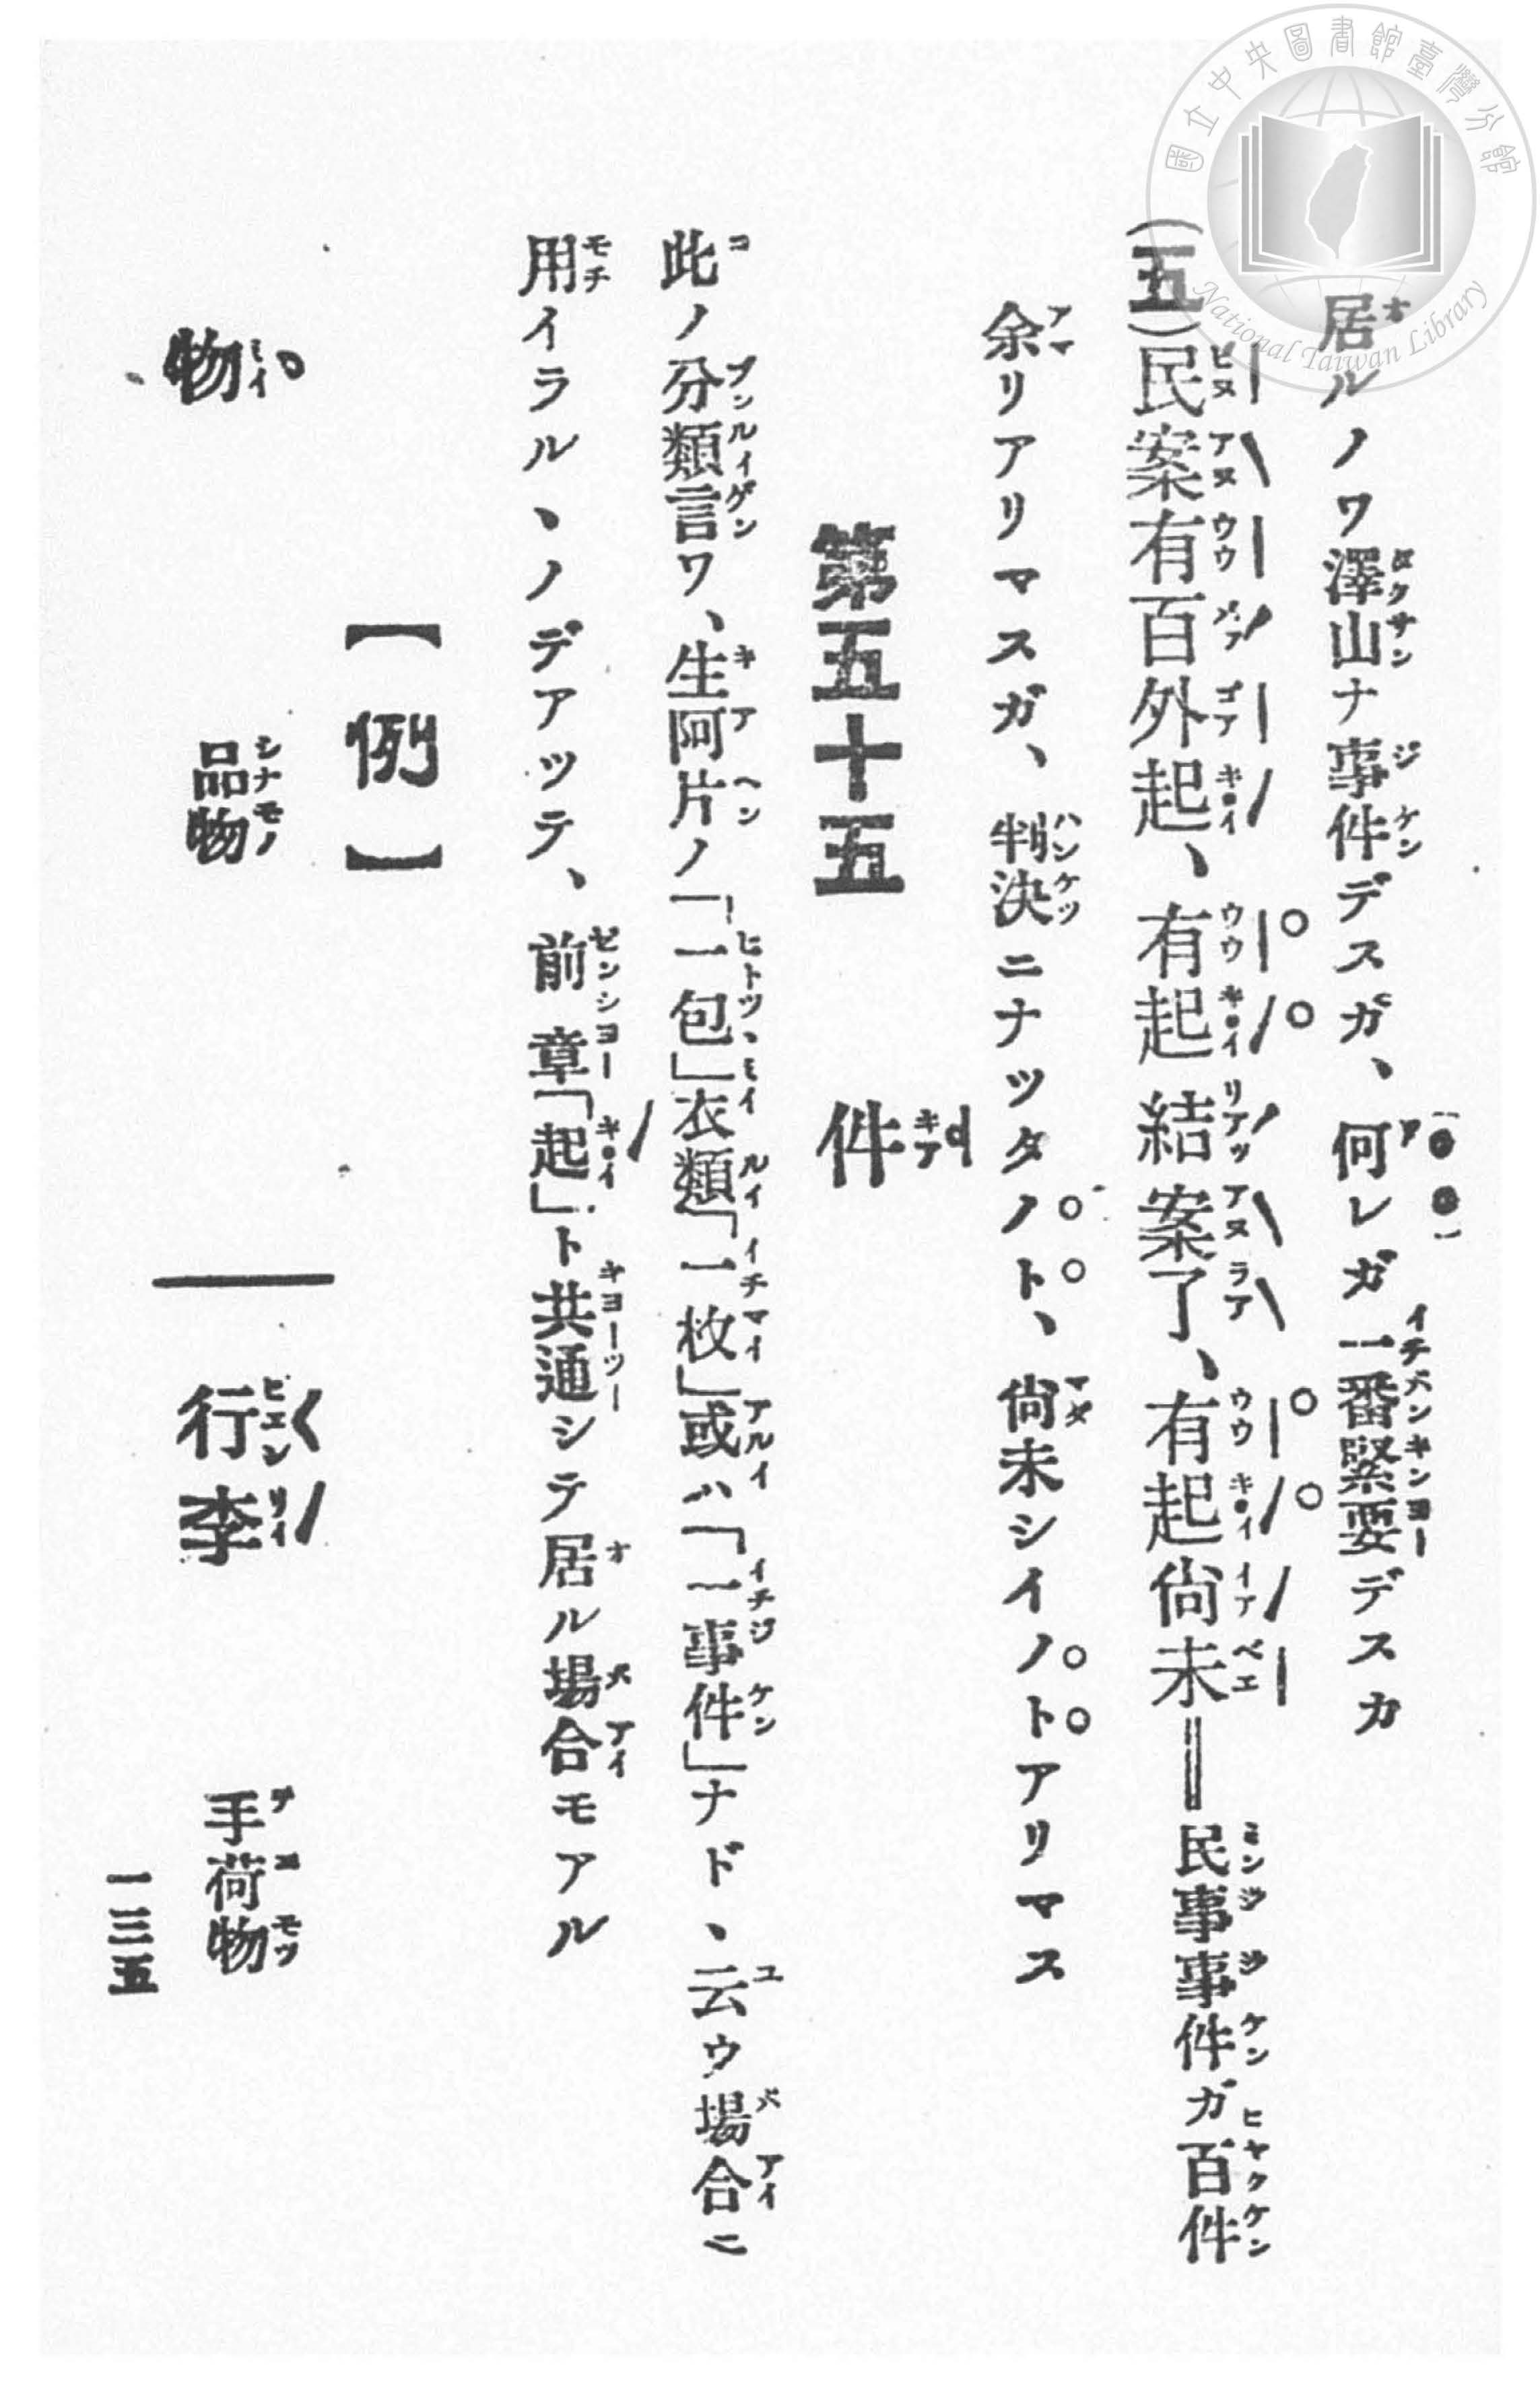 居ルノワ澤山ナ事件デスガ、何レガ一番緊要デスカ
(五)民案有百外起、有起結案了、有起尙未＝民事事件ガ百件
余リアリマスガ、判決ニナッタノト、尙未シイノトアリマス
第五十五 件
此ノ分類言ワ、生阿片ノ「一包」衣類「一枚」或ハ「一事件」ナド、云ウ場合ニ
用イラル、ノデアッテ、前章「起」ト共通シテ居ル場合モアル
【例】
物 品物 ― 行李 手荷物
一三五
國立中央圖書館臺灣分館
National Taiwan Library